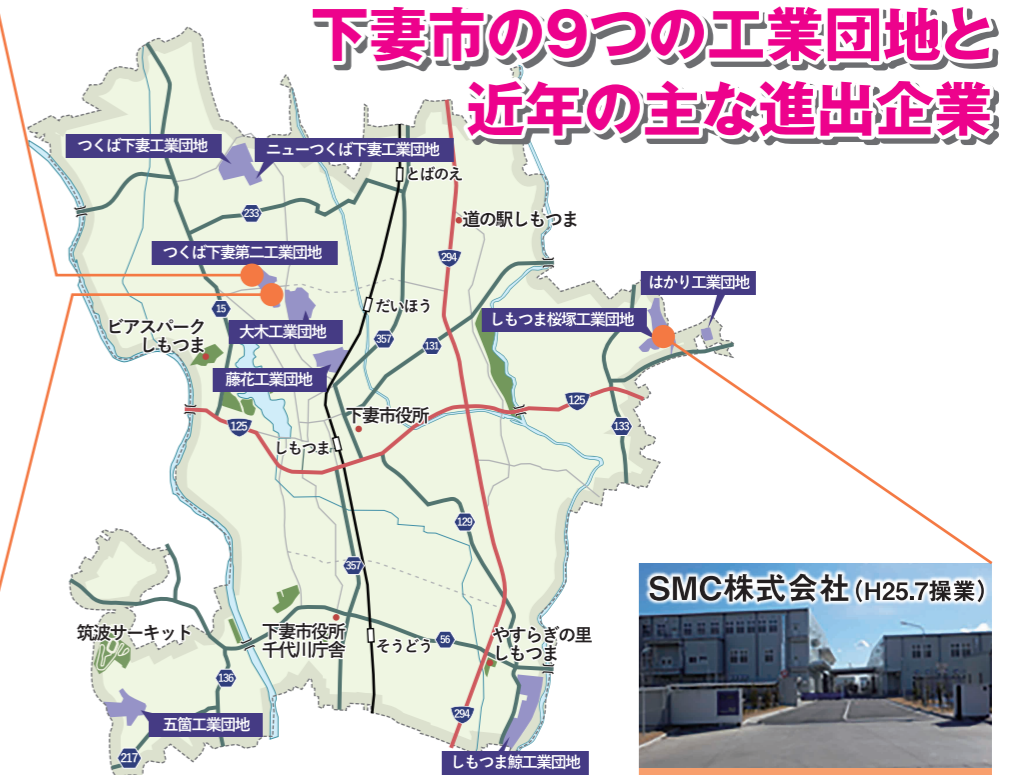 下妻市の9つの工業団地と
近年の主な進出企業
つくば下妻工業団地
ニューつくば下妻工業団地
とばのえ
233
道の駅しもつま
つくば下妻第二工業団地
294
はかり工業団地
15
だいほう
しもつま桜塚工業団地
ビアスパーク
しもつま
大木工業団地
357
131
藤花工業団地
125
下妻市役所
125
133
しもつま
129
357
SMC株式会社(H25.7操業)
筑波サーキット
下妻市役所
千代川庁舎
そうどう
56
やすらぎの里
しもつま
136
294
五箇工業団地
217
しもつま鯨工業団地